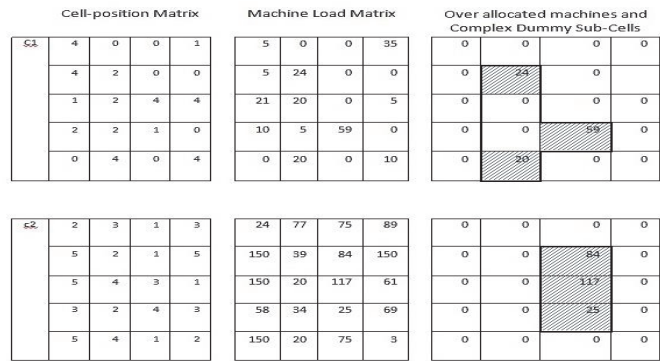 Cell-position Matrix Machine Load Matrix Over allocated machines and
Complex Dummy Sub-Cells
C1 4 0 0 1 5 0 0 35 0 0 0 0
4 2 0 0 5 24 0 0 0 24 0 0
1 2 4 4 21 20 0 5 0 0 0 0
2 2 1 0 10 5 59 0 0 0 59 0
0 4 0 4 0 20 0 10 0 20 0 0
c2 2 3 1 3 24 77 75 89 0 0 0 0
5 2 1 5 150 39 84 150 0 0 84 0
5 4 3 1 150 20 117 61 0 0 117 0
3 2 4 3 58 34 25 69 0 0 25 0
5 4 1 2 150 20 75 3 0 0 0 0